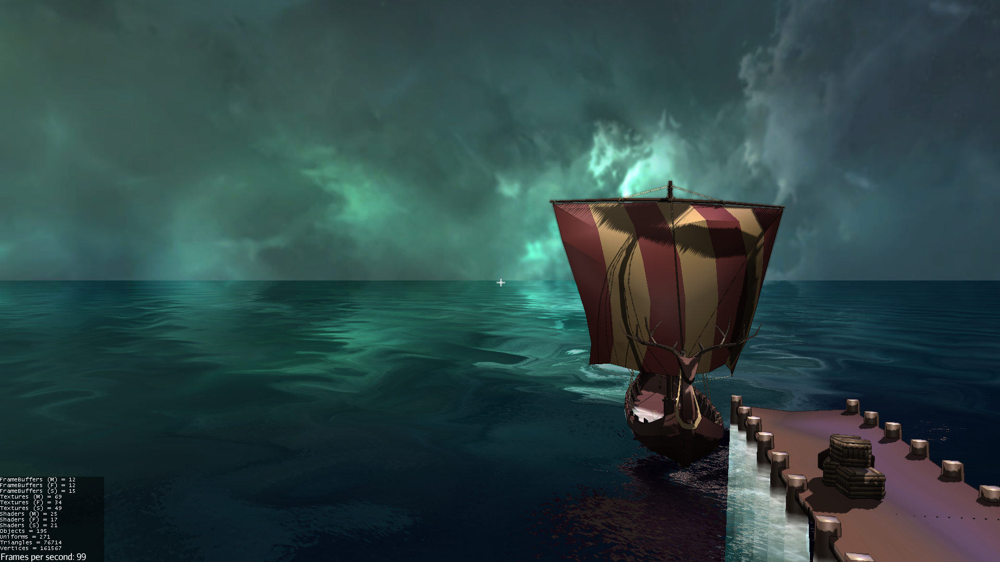 FrameBuffers (M) = 12
FrameBuffers (F) = 12
FrameBuffers (S) = 15
Textures (M) = 69
Textures (F) = 34
Textures (S) = 49
Shaders (M) = 25
Shaders (F) = 17
Shaders (S) = 21
Objects = 195
Uniforms = 271
Triangles = 76714
Vertices = 161567
Frames per second: 99